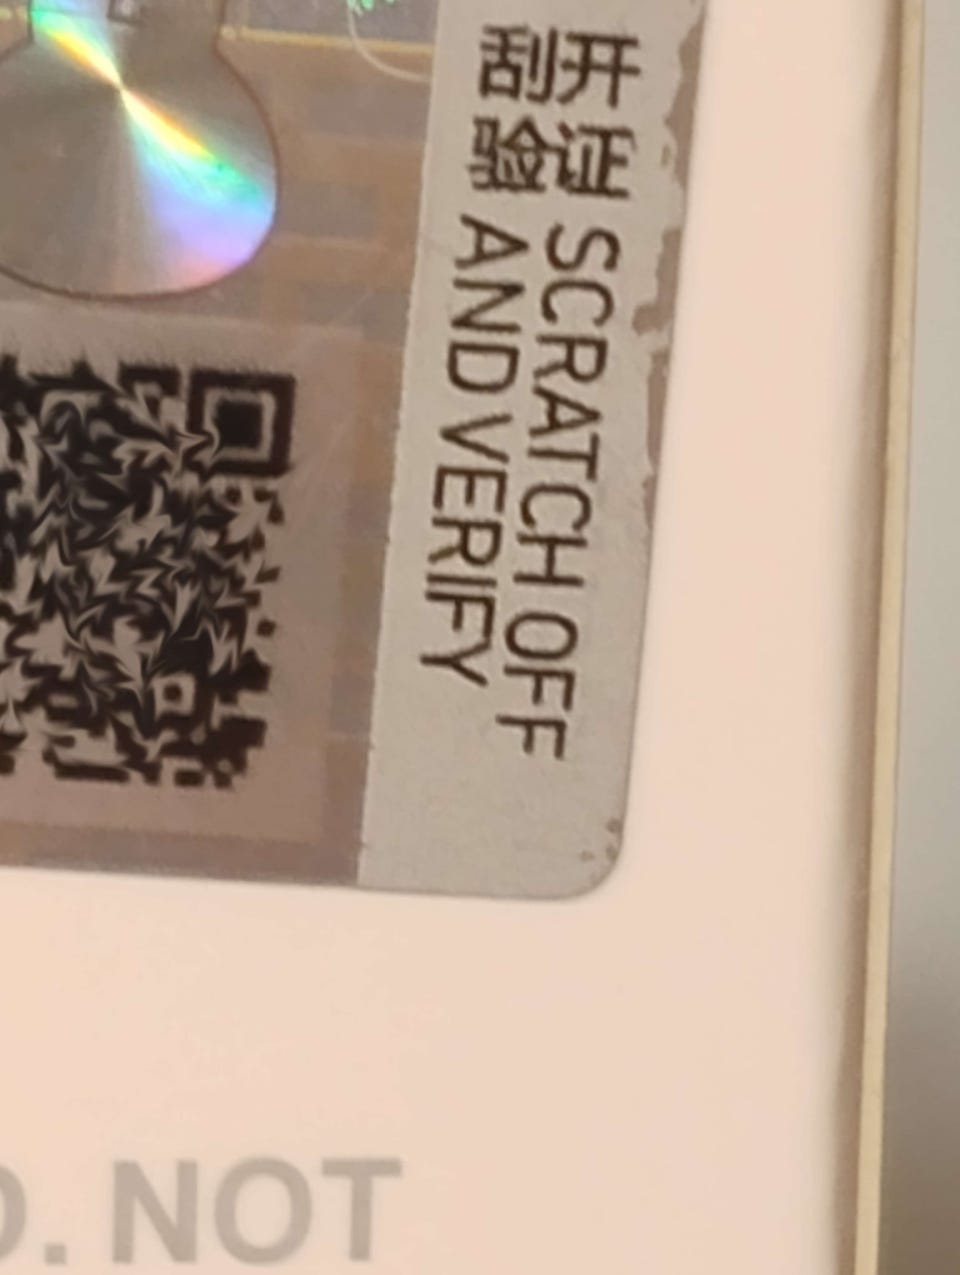 刮开
验证
SCRATCH OFF
AND VERIFY
. NOT